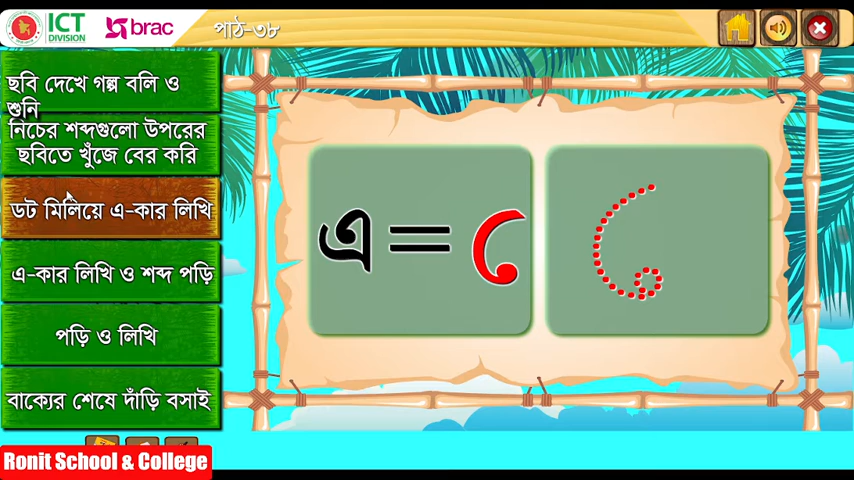 ICT
DIVISION
brac
পাঠ-৩৮
ছবি দেখে গল্প বলি ও
শুনি
নিচের শব্দগুলো উপরের
ছবিতে খুঁজে বের করি
ডট মিলিয়ে এ-কার লিখি
এ-কার লিখি ও শব্দ পড়ি
পড়ি ও লিখি
বাক্যের শেষে দাঁড়ি বসাই
এ = ে
ে
Ronit School & College